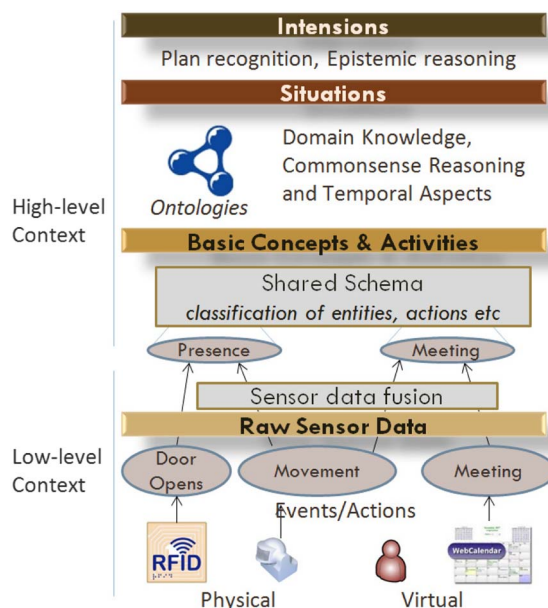 Intensions
Plan recognition, Epistemic reasoning
Situations
Domain Knowledge,
Commonsense Reasoning
and Temporal Aspects
Ontologies
High-level
Context
Basic Concepts & Activities
Shared Schema
classification of entities, actions etc
Presence
Meeting
Sensor data fusion
Raw Sensor Data
Low-level
Context
Door
Opens
Movement
Meeting
Events/Actions
RFID
WebCalendar
Physical
Virtual